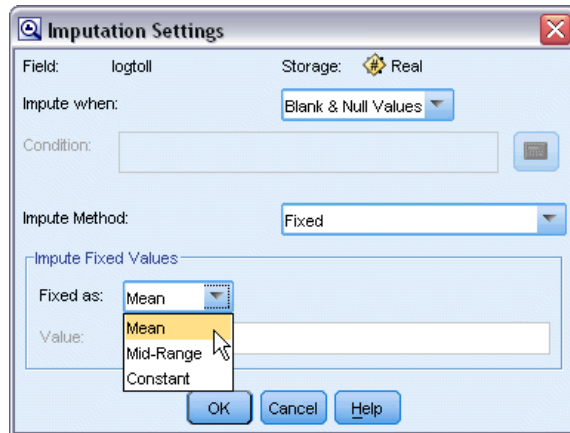 Imputation Settings
Field: logtoll Storage: Real
Impute when: Blank & Null Values
Condition:
Impute Method: Fixed
Impute Fixed Values
Fixed as: Mean
Mean
Value:
Mid-Range
Constant
OK Cancel Help